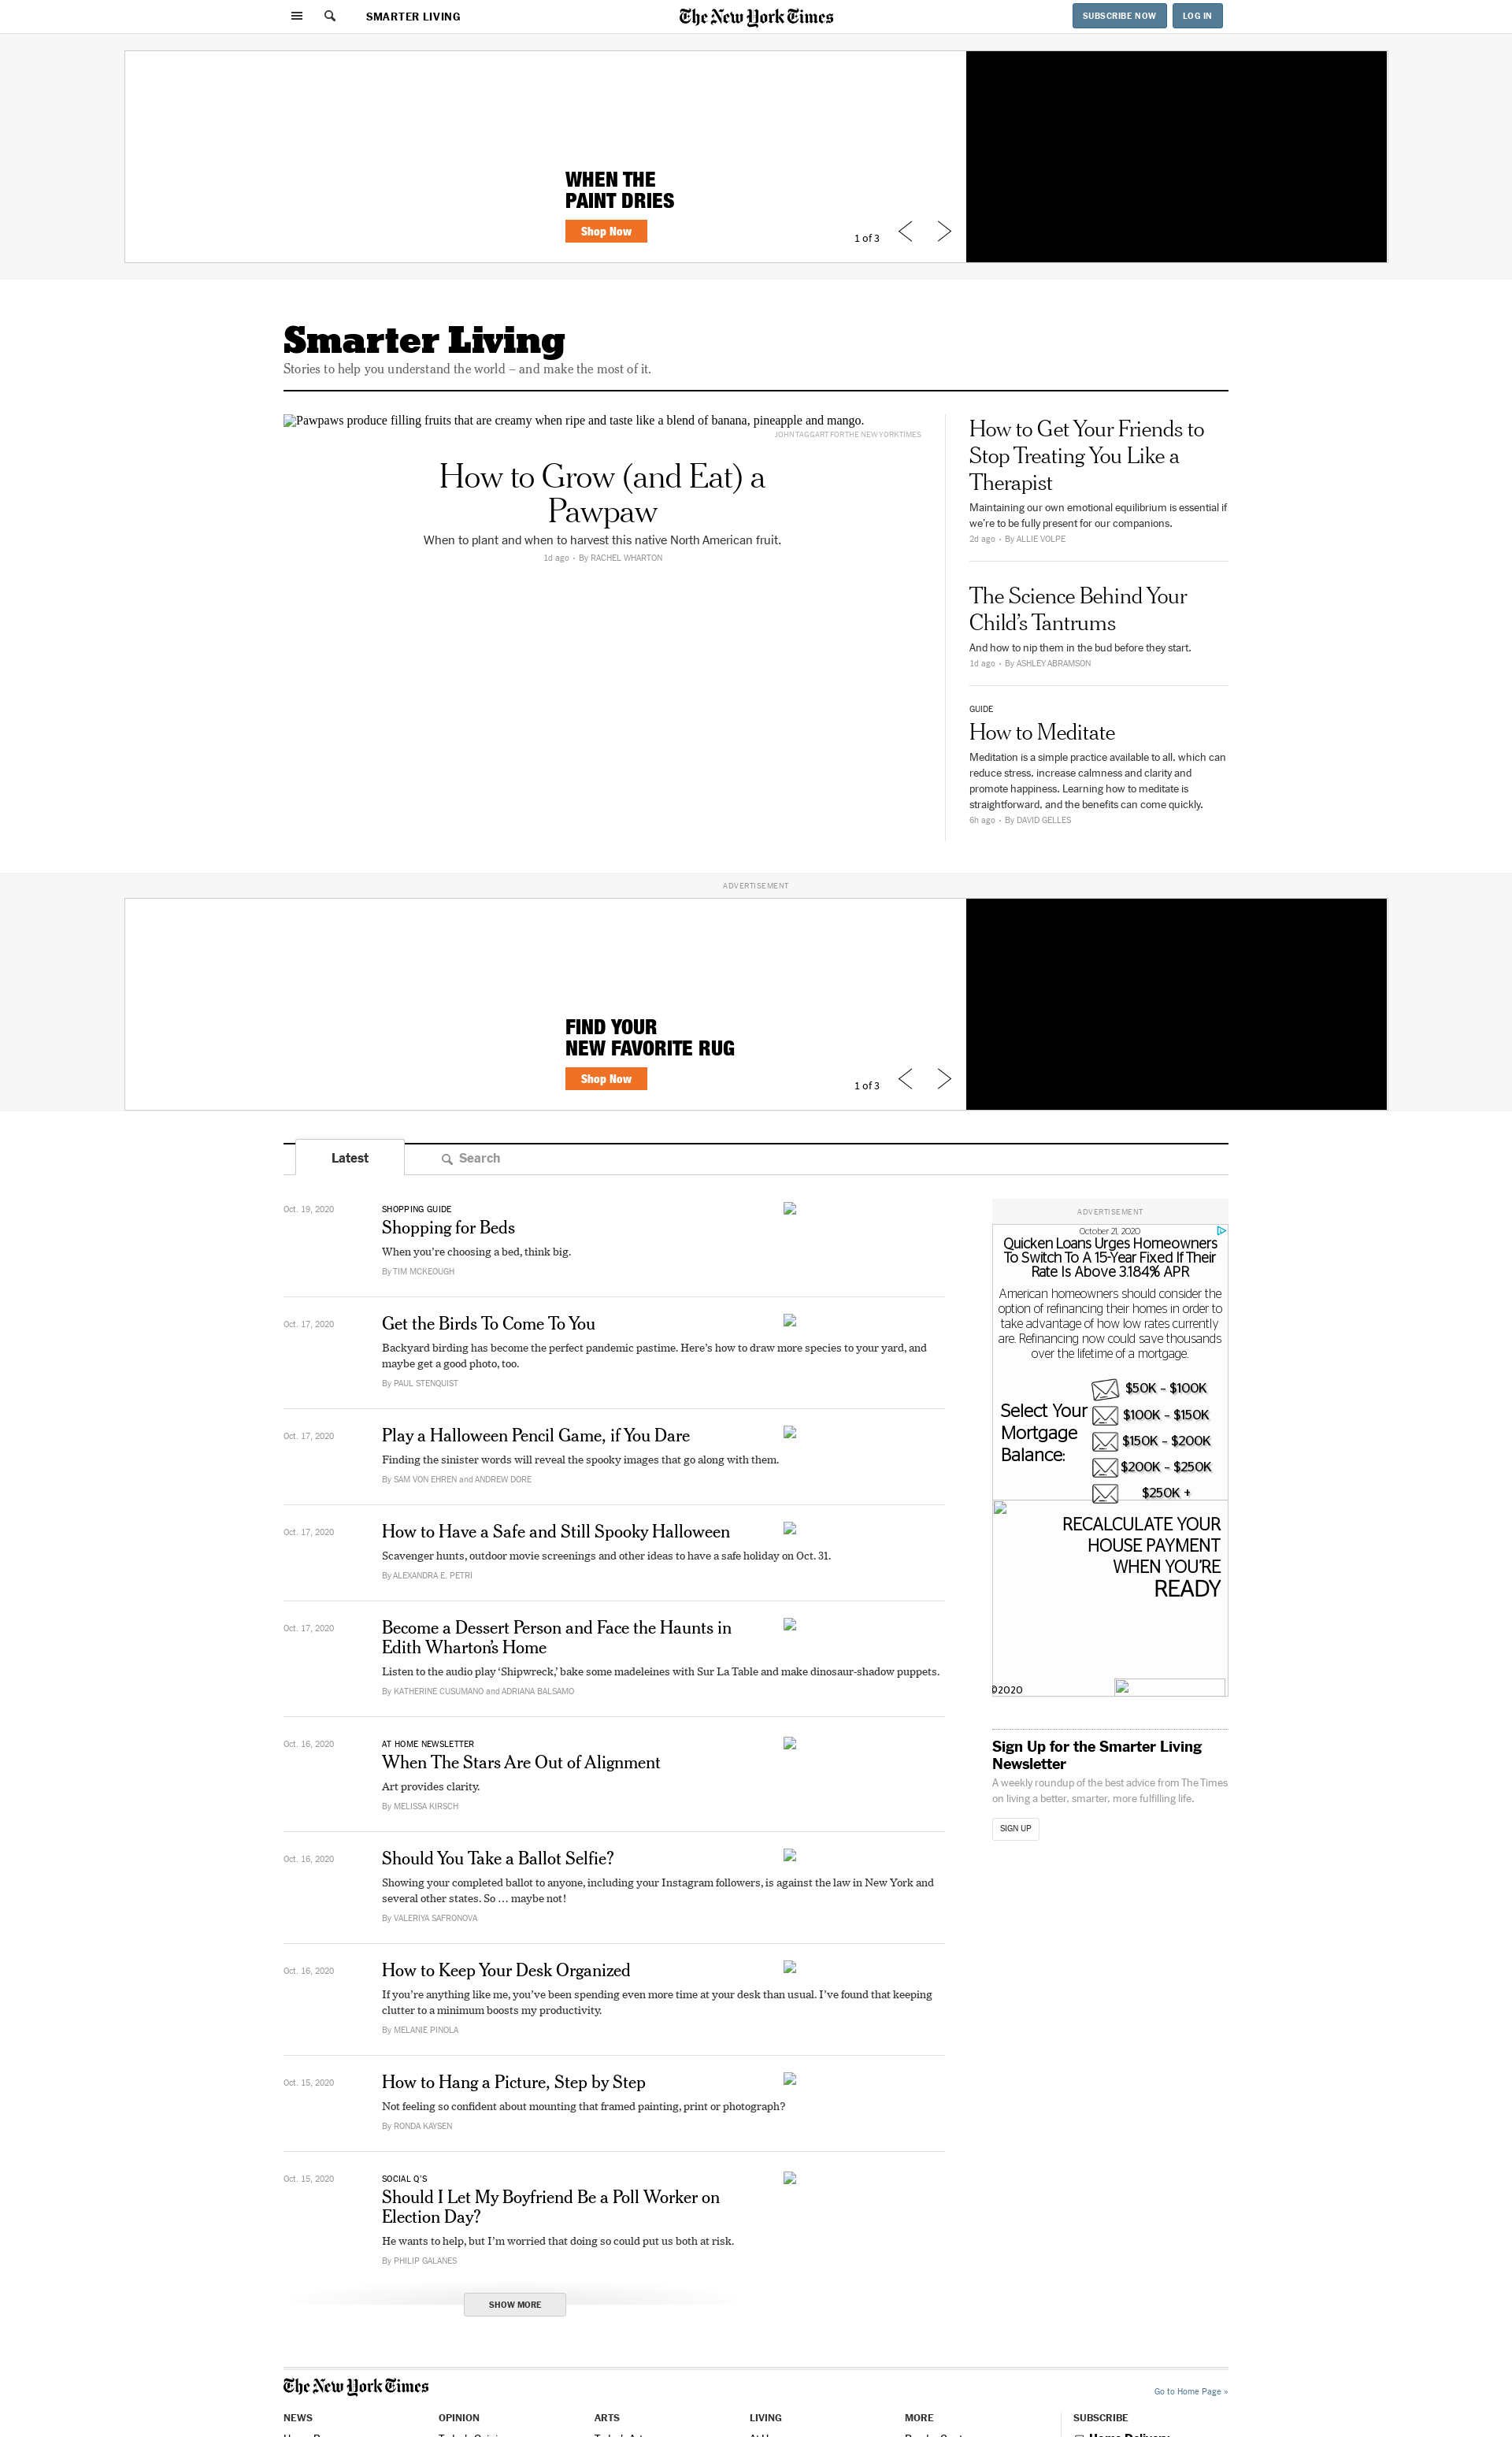 SMARTER LIVING
The New York Times
SUBSCRIBE NOW
LOG IN
WHEN THE
PAINT DRIES
Shop Now
1 of 3
Smarter Living
Stories to help you understand the world – and make the most of it.
Pawpaws produce filling fruits that are creamy when ripe and taste like a blend of banana, pineapple and mango.
JOHN TAGGART FOR THE NEW YORK TIMES
How to Grow (and Eat) a
Pawpaw
When to plant and when to harvest this native North American fruit.
1d ago • By RACHEL WHARTON
How to Get Your Friends to
Stop Treating You Like a
Therapist
Maintaining our own emotional equilibrium is essential if
we're to be fully present for our companions.
2d ago • By ALLIE VOLPE
The Science Behind Your
Child's Tantrums
And how to nip them in the bud before they start.
1d ago • By ASHLEY ABRAMSON
GUIDE
How to Meditate
Meditation is a simple practice available to all, which can
reduce stress, increase calmness and clarity and
promote happiness. Learning how to meditate is
straightforward, and the benefits can come quickly.
6h ago • By DAVID GELLES
ADVERTISEMENT
FIND YOUR
NEW FAVORITE RUG
Shop Now
1 of 3
Latest
Search
Oct. 19, 2020
SHOPPING GUIDE
Shopping for Beds
When you're choosing a bed, think big.
By TIM MCKEOUGH
Oct. 17, 2020
Get the Birds To Come To You
Backyard birding has become the perfect pandemic pastime. Here's how to draw more species to your yard, and
maybe get a good photo, too.
By PAUL STENQUIST
Oct. 17, 2020
Play a Halloween Pencil Game, if You Dare
Finding the sinister words will reveal the spooky images that go along with them.
By SAM VON EHREN and ANDREW DORE
Oct. 17, 2020
How to Have a Safe and Still Spooky Halloween
Scavenger hunts, outdoor movie screenings and other ideas to have a safe holiday on Oct. 31.
By ALEXANDRA E. PETRI
Oct. 17, 2020
Become a Dessert Person and Face the Haunts in
Edith Wharton's Home
Listen to the audio play 'Shipwreck,' bake some madeleines with Sur La Table and make dinosaur-shadow puppets.
By KATHERINE CUSUMANO and ADRIANA BALSAMO
Oct. 16, 2020
AT HOME NEWSLETTER
When The Stars Are Out of Alignment
Art provides clarity.
By MELISSA KIRSCH
Oct. 16, 2020
Should You Take a Ballot Selfie?
Showing your completed ballot to anyone, including your Instagram followers, is against the law in New York and
several other states. So … maybe not!
By VALERIYA SAFRONOVA
Oct. 16, 2020
How to Keep Your Desk Organized
If you're anything like me, you've been spending even more time at your desk than usual. I've found that keeping
clutter to a minimum boosts my productivity.
By MELANIE PINOLA
Oct. 15, 2020
How to Hang a Picture, Step by Step
Not feeling so confident about mounting that framed painting, print or photograph?
By RONDA KAYSEN
Oct. 15, 2020
SOCIAL Q'S
Should I Let My Boyfriend Be a Poll Worker on
Election Day?
He wants to help, but I'm worried that doing so could put us both at risk.
By PHILIP GALANES
SHOW MORE
ADVERTISEMENT
October 21, 2020
Quicken Loans Urges Homeowners
To Switch To A 15-Year Fixed If Their
Rate Is Above 3.184% APR
American homeowners should consider the
option of refinancing their homes in order to
take advantage of how low rates currently
are. Refinancing now could save thousands
over the lifetime of a mortgage.
Select Your
Mortgage
Balance:
$50K - $100K
$100K - $150K
$150K - $200K
$200K - $250K
$250K +
RECALCULATE YOUR
HOUSE PAYMENT
WHEN YOU'RE
READY
©2020
Sign Up for the Smarter Living
Newsletter
A weekly roundup of the best advice from The Times
on living a better, smarter, more fulfilling life.
SIGN UP
The New York Times
Go to Home Page »
NEWS
OPINION
ARTS
LIVING
MORE
SUBSCRIBE